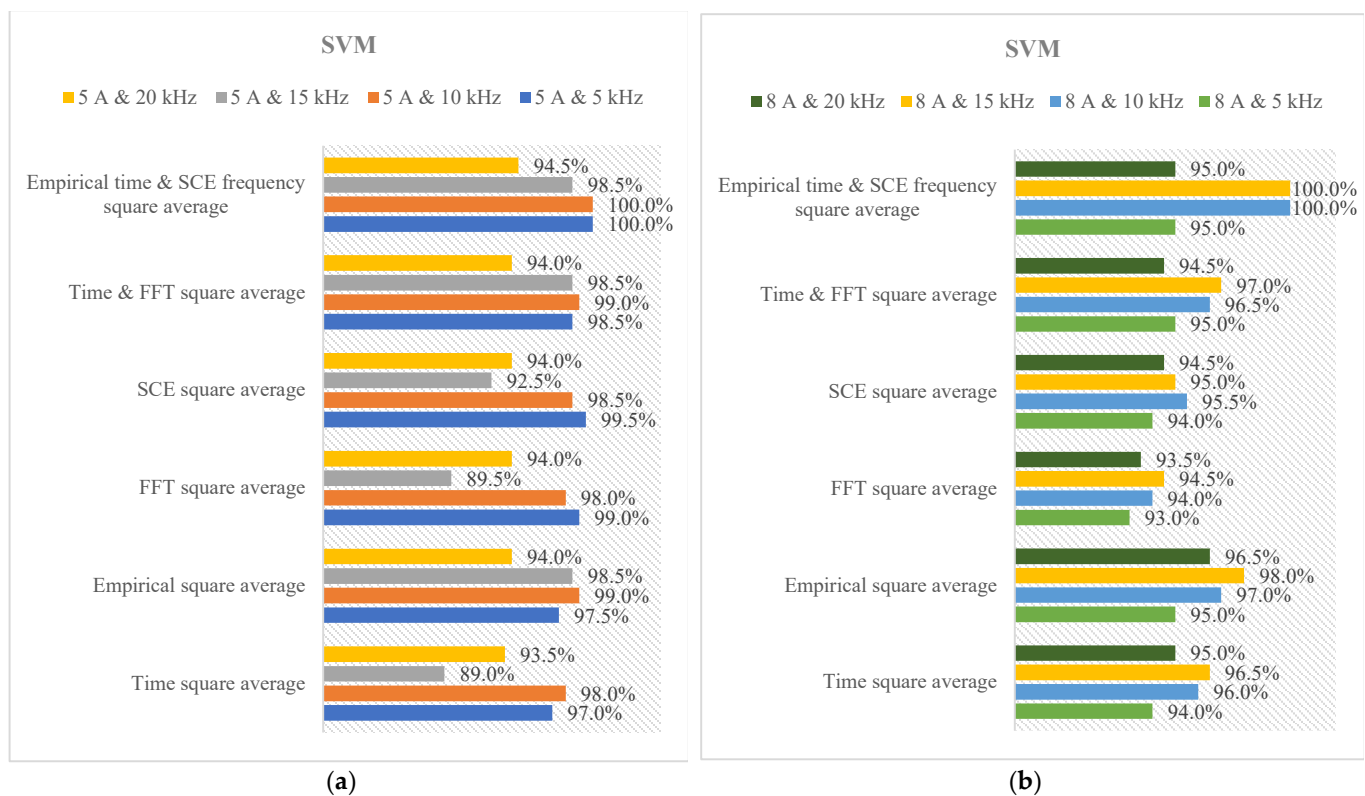 SVM
5 A & 20 kHz 5 A & 15 kHz 5 A & 10 kHz 5 A & 5 kHz
Empirical time & SCE frequency
square average
94.5%
98.5%
100.0%
100.0%
Time & FFT square average
94.0%
98.5%
99.0%
98.5%
SCE square average
94.0%
92.5%
98.5%
99.5%
FFT square average
94.0%
89.5%
98.0%
99.0%
Empirical square average
94.0%
98.5%
99.0%
97.5%
Time square average
93.5%
89.0%
98.0%
97.0%
(a)
SVM
8 A & 20 kHz 8 A & 15 kHz 8 A & 10 kHz 8 A & 5 kHz
Empirical time & SCE frequency
square average
95.0%
100.0%
100.0%
95.0%
Time & FFT square average
94.5%
97.0%
96.5%
95.0%
SCE square average
94.5%
95.0%
95.5%
94.0%
FFT square average
93.5%
94.5%
94.0%
93.0%
Empirical square average
96.5%
98.0%
97.0%
95.0%
Time square average
95.0%
96.5%
96.0%
94.0%
(b)